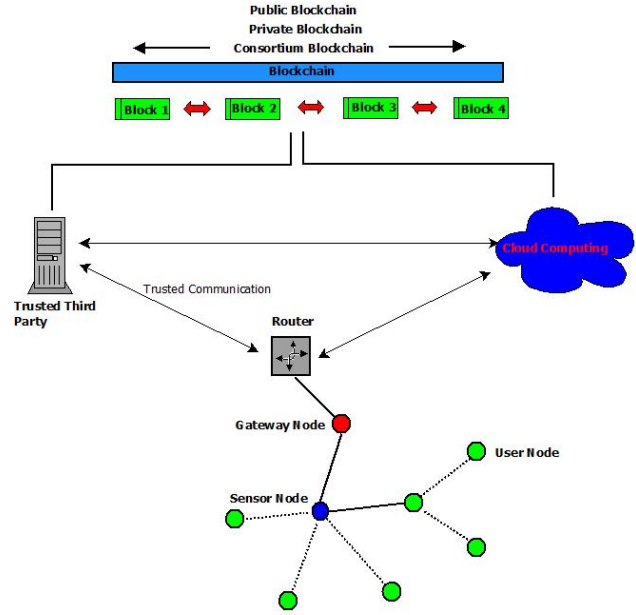 Public Blockchain
Private Blockchain
Consortium Blockchain
Blockchain
Block 1
Block 2
Block 3
Block 4
Cloud Computing
Trusted Third
Party
Trusted Communication
Router
Gateway Node
User Node
Sensor Node